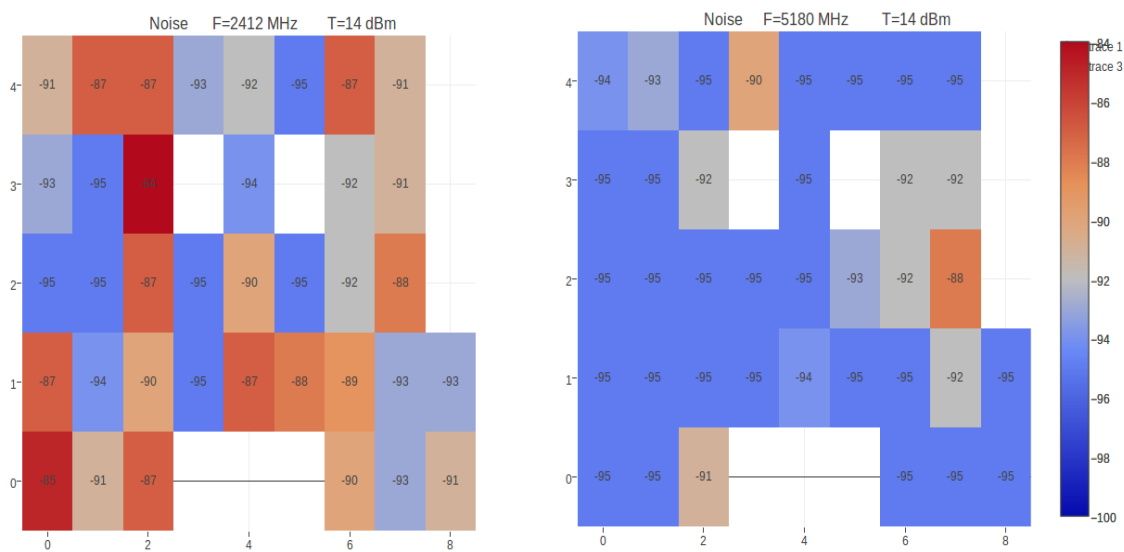 Noise F=2412 MHz T=14 dBm
4 -91 -87 -87 -93 -92 -95 -87 -91
3 -93 -95 -94 -92 -91
2 -95 -95 -87 -95 -90 -95 -92 -88
1 -87 -94 -90 -95 -87 -88 -89 -93 -93
0 -85 -91 -87 -90 -93 -91
0 2 4 6 8
Noise F=5180 MHz T=14 dBm
4 -94 -93 -95 -90 -95 -95 -95 -95
3 -95 -95 -92 -95 -92 -92
2 -95 -95 -95 -95 -95 -93 -92 -88
1 -95 -95 -95 -95 -94 -95 -95 -92 -95
0 -95 -95 -91 -95 -95 -95
0 2 4 6 8
-84
trace 1
trace 3
-86
-88
-90
-92
-94
-96
-98
-100